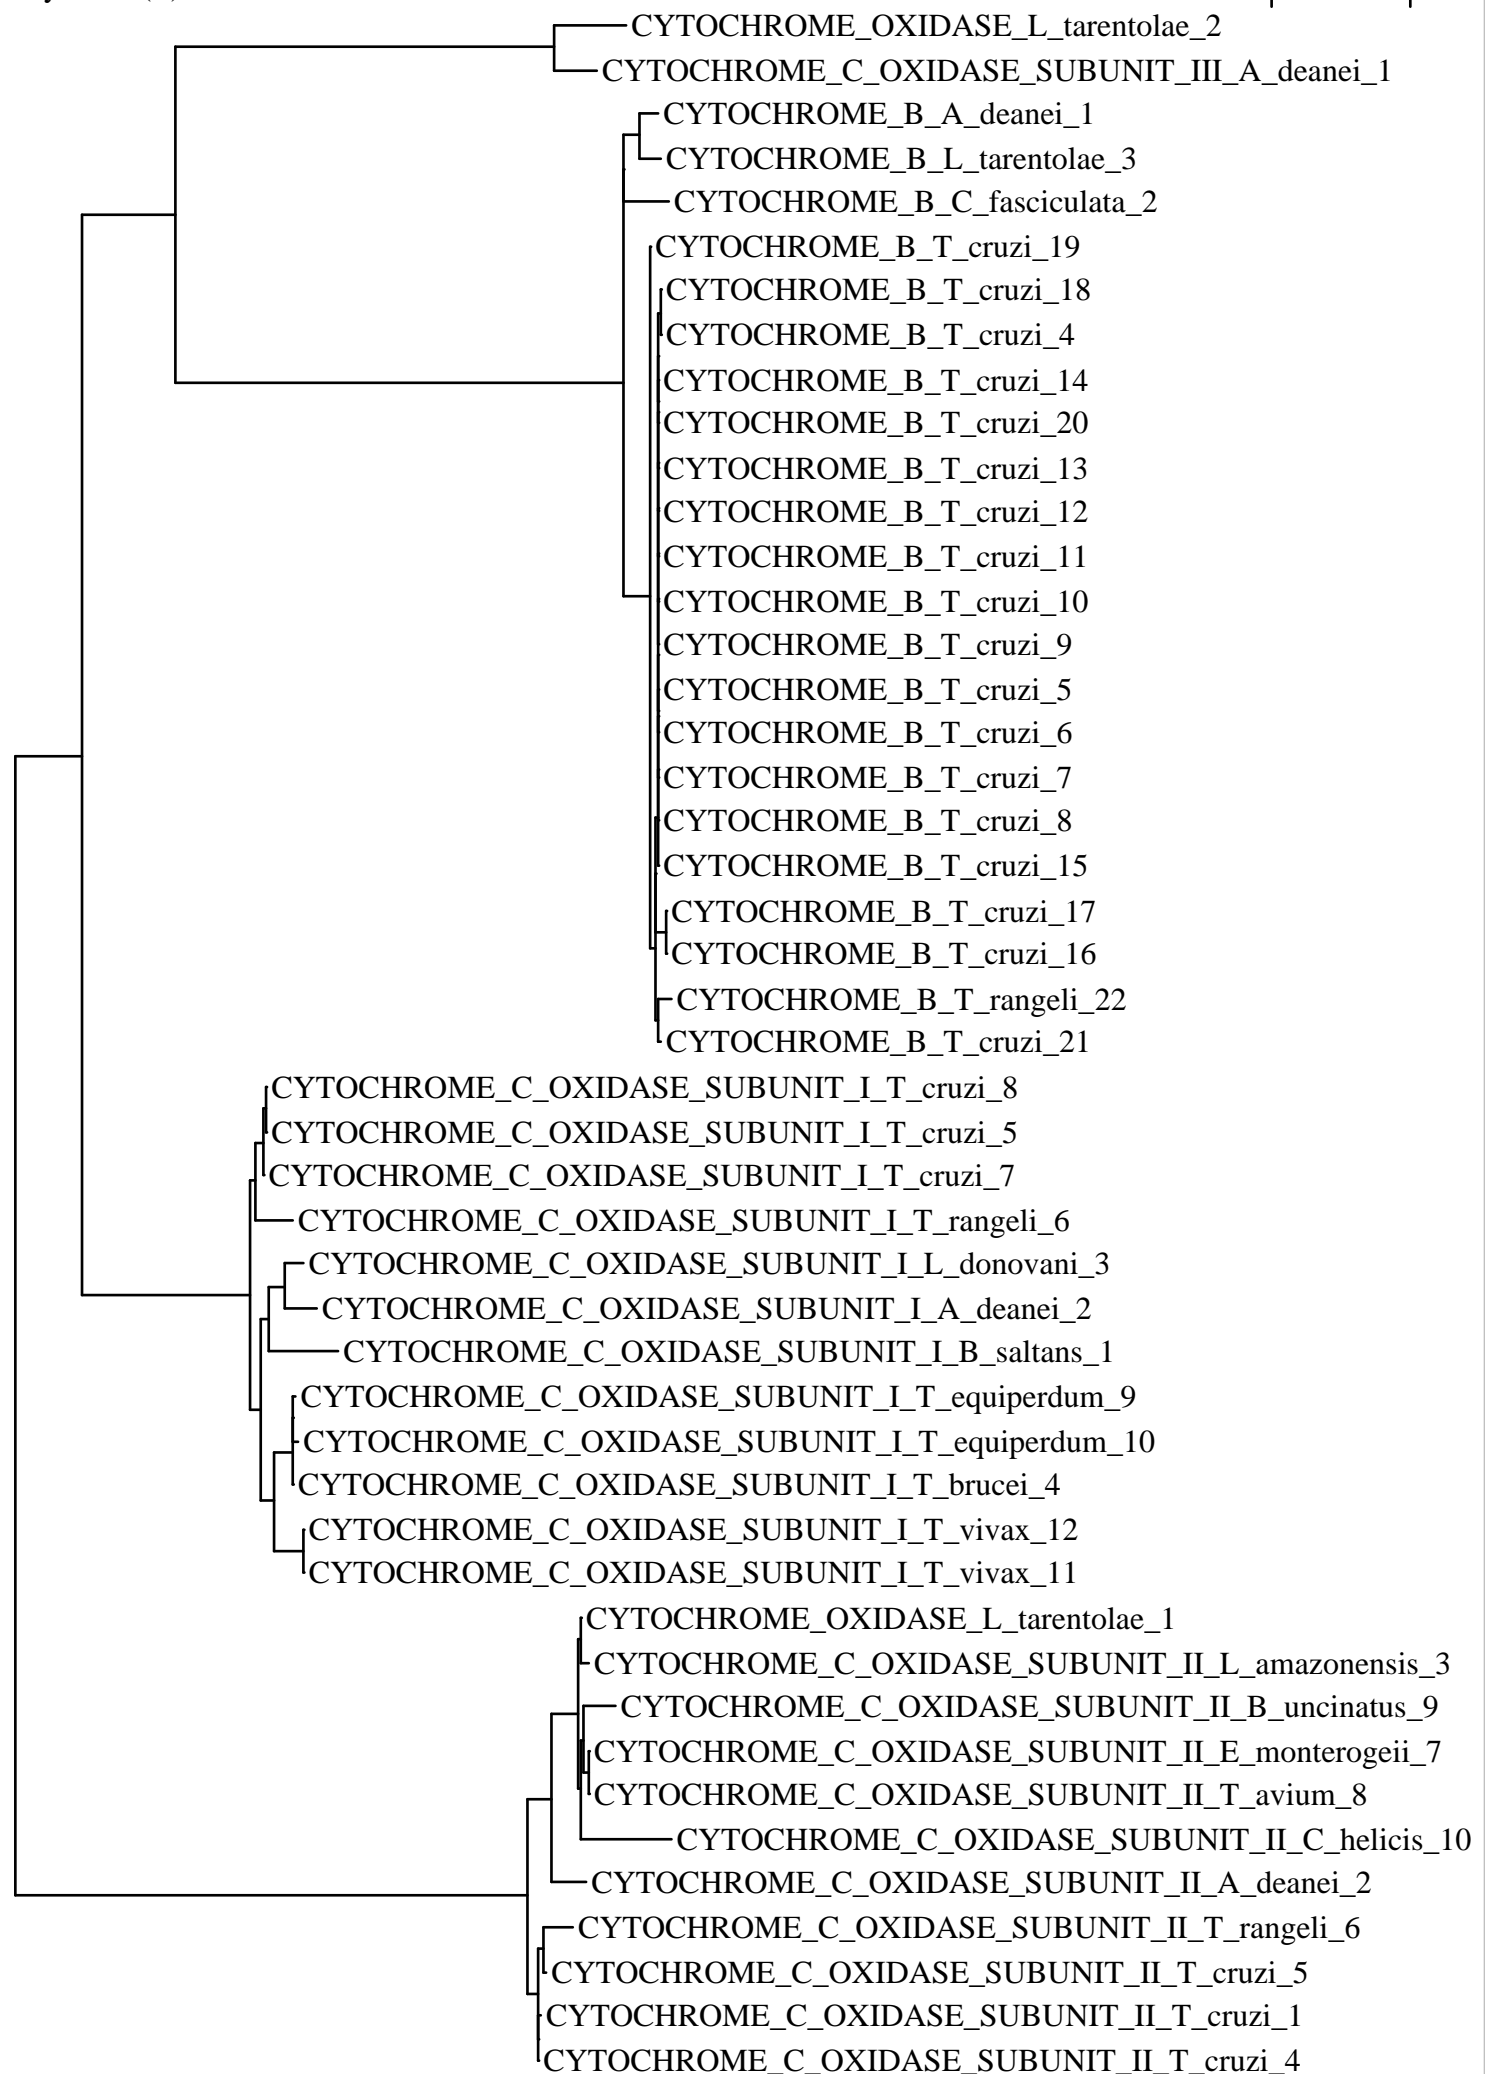 CYTOCHROME_OXIDASE_L_tarentolae_2
CYTOCHROME_C_OXIDASE_SUBUNIT_III_A_deanei_1
CYTOCHROME_B_A_deanei_1
CYTOCHROME_B_L_tarentolae_3
CYTOCHROME_B_C_fasciculata_2
CYTOCHROME_B_T_cruzi_19
CYTOCHROME_B_T_cruzi_18
CYTOCHROME_B_T_cruzi_4
CYTOCHROME_B_T_cruzi_14
CYTOCHROME_B_T_cruzi_20
CYTOCHROME_B_T_cruzi_13
CYTOCHROME_B_T_cruzi_12
CYTOCHROME_B_T_cruzi_11
CYTOCHROME_B_T_cruzi_10
CYTOCHROME_B_T_cruzi_9
CYTOCHROME_B_T_cruzi_5
CYTOCHROME_B_T_cruzi_6
CYTOCHROME_B_T_cruzi_7
CYTOCHROME_B_T_cruzi_8
CYTOCHROME_B_T_cruzi_15
CYTOCHROME_B_T_cruzi_17
CYTOCHROME_B_T_cruzi_16
CYTOCHROME_B_T_rangeli_22
CYTOCHROME_B_T_cruzi_21
CYTOCHROME_C_OXIDASE_SUBUNIT_I_T_cruzi_8
CYTOCHROME_C_OXIDASE_SUBUNIT_I_T_cruzi_5
CYTOCHROME_C_OXIDASE_SUBUNIT_I_T_cruzi_7
CYTOCHROME_C_OXIDASE_SUBUNIT_I_T_rangeli_6
CYTOCHROME_C_OXIDASE_SUBUNIT_I_L_donovani_3
CYTOCHROME_C_OXIDASE_SUBUNIT_I_A_deanei_2
CYTOCHROME_C_OXIDASE_SUBUNIT_I_B_saltans_1
CYTOCHROME_C_OXIDASE_SUBUNIT_I_T_equiperdum_9
CYTOCHROME_C_OXIDASE_SUBUNIT_I_T_equiperdum_10
CYTOCHROME_C_OXIDASE_SUBUNIT_I_T_brucei_4
CYTOCHROME_C_OXIDASE_SUBUNIT_I_T_vivax_12
CYTOCHROME_C_OXIDASE_SUBUNIT_I_T_vivax_11
CYTOCHROME_OXIDASE_L_tarentolae_1
CYTOCHROME_C_OXIDASE_SUBUNIT_II_L_amazonensis_3
CYTOCHROME_C_OXIDASE_SUBUNIT_II_B_uncinatus_9
CYTOCHROME_C_OXIDASE_SUBUNIT_II_E_monterogeii_7
CYTOCHROME_C_OXIDASE_SUBUNIT_II_T_avium_8
CYTOCHROME_C_OXIDASE_SUBUNIT_II_C_helicis_10
CYTOCHROME_C_OXIDASE_SUBUNIT_II_A_deanei_2
CYTOCHROME_C_OXIDASE_SUBUNIT_II_T_rangeli_6
CYTOCHROME_C_OXIDASE_SUBUNIT_II_T_cruzi_5
CYTOCHROME_C_OXIDASE_SUBUNIT_II_T_cruzi_1
CYTOCHROME_C_OXIDASE_SUBUNIT_II_T_cruzi_4